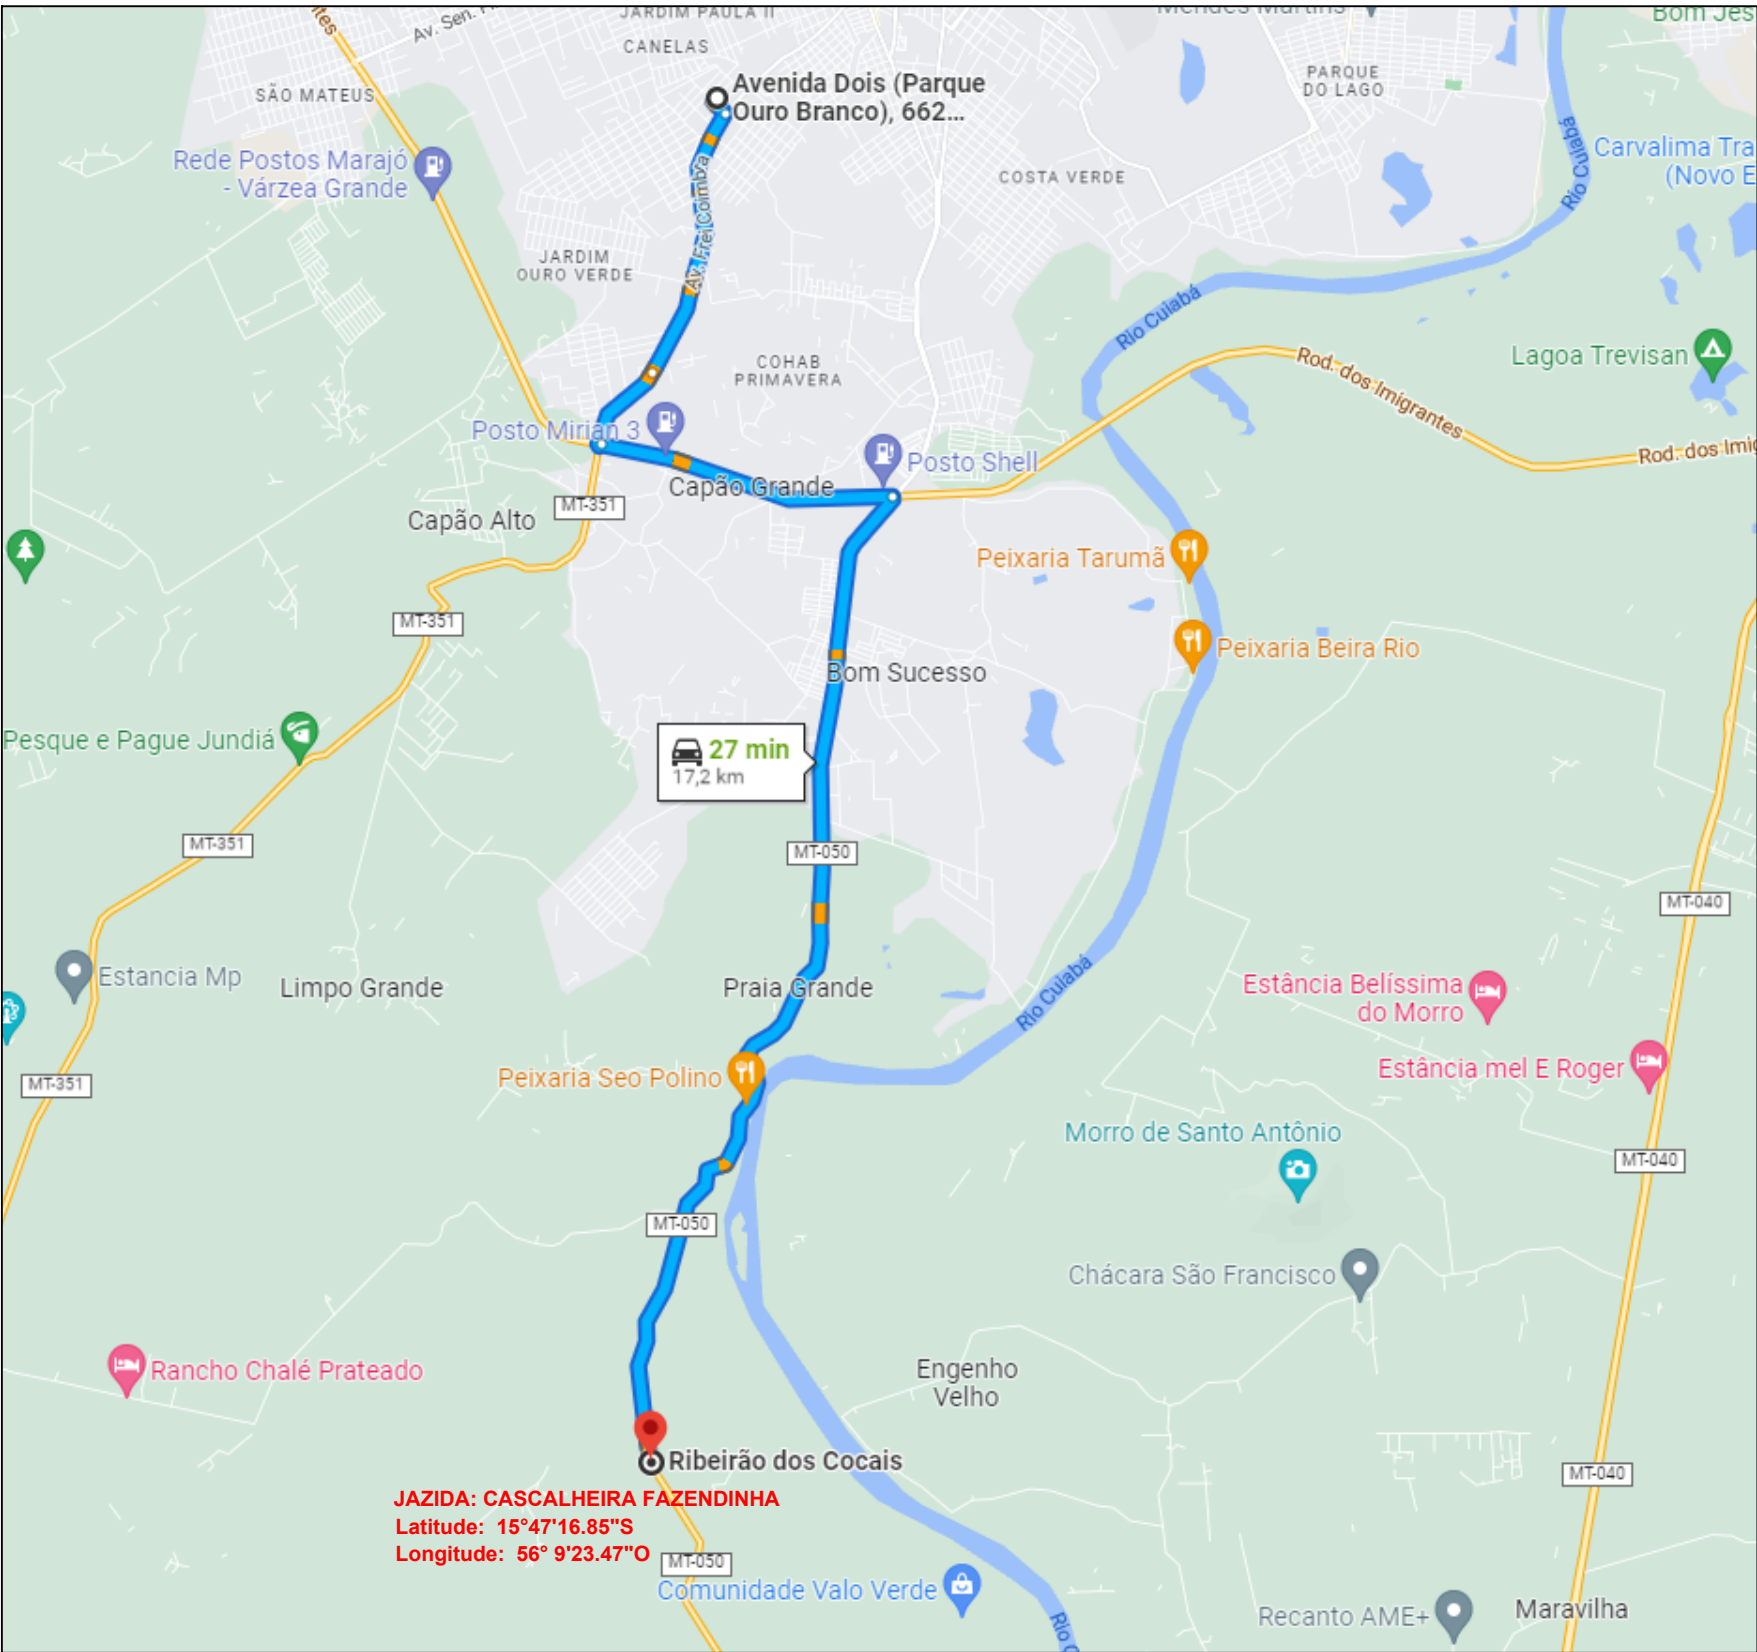 JARDIM PAULA II
Av. Sen.
CANELAS
Bom Jes
SÃO MATEUS
Avenida Dois (Parque
Ouro Branco), 662...
PARQUE
DO LAGO
Rede Postos Marajó
- Várzea Grande
Av. Frei Coimbra
COSTA VERDE
Rio Cuiabá
Carvalima Tra
(Novo E
JARDIM
OURO VERDE
Rio Cuiabá
COHAB
PRIMAVERA
Rod. dos Imigrantes
Lagoa Trevisan
Posto Mirian 3
Posto Shell
Rod. dos Imig
Capão Grande
MT-351
Capão Alto
Peixaria Tarumã
MT-351
Peixaria Beira Rio
Bom Sucesso
Pesque e Pague Jundiá
27 min
17,2 km
MT-351
MT-050
MT-040
Estancia Mp
Limpo Grande
Praia Grande
Rio Cuiabá
Estância Belíssima
do Morro
MT-351
Peixaria Seo Polino
Estância mel E Roger
Morro de Santo Antônio
MT-040
MT-050
Chácara São Francisco
Rancho Chalé Prateado
Engenho
Velho
Ribeirão dos Cocais
MT-040
JAZIDA: CASCALHEIRA FAZENDINHA
Latitude: 15°47'16.85"S
Longitude: 56° 9'23.47"O
MT-050
Comunidade Valo Verde
Recanto AME+
Maravilha
Rio